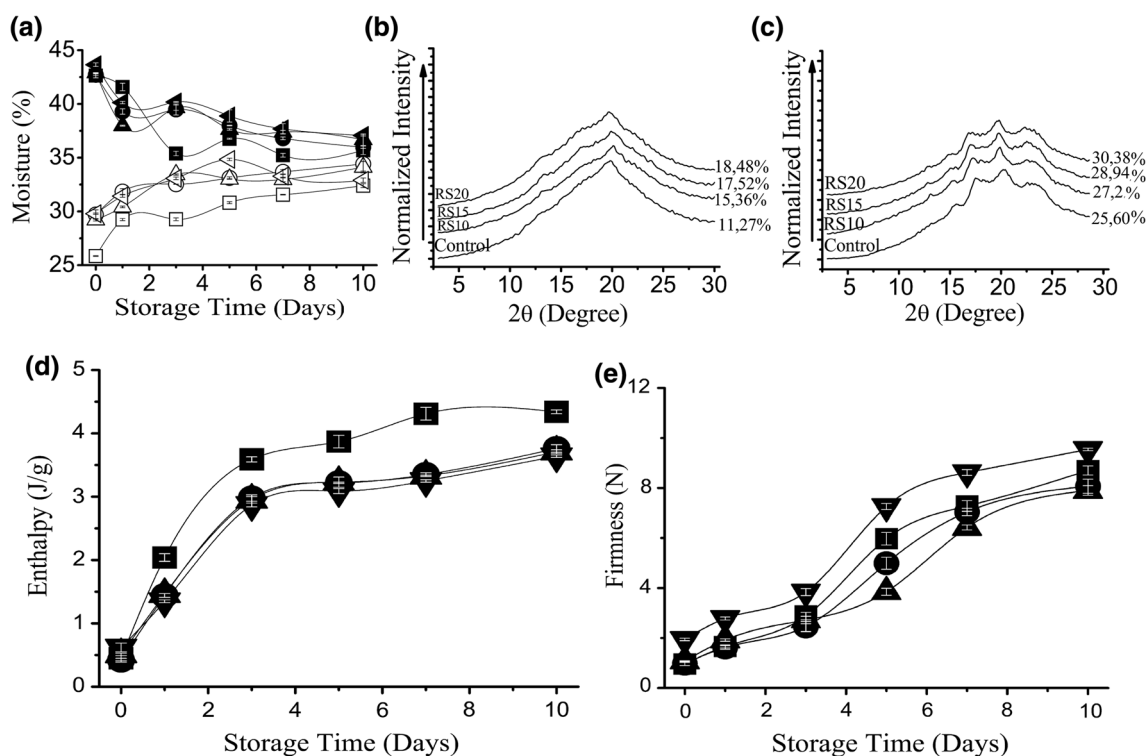 (a)
Moisture (%)
45
40
35
30
25
0 2 4 6 8 10
Storage Time (Days)
(b)
Normalized Intensity
RS20
RS15
RS10
Control
18,48%
17,52%
15,36%
11,27%
5 10 15 20 25 30
2θ (Degree)
(c)
Normalized Intensity
RS20
RS15
RS10
Control
30,38%
28,94%
27,2%
25,60%
5 10 15 20 25 30
2θ (Degree)
(d)
Enthalpy (J/g)
5
4
3
2
1
0
0 2 4 6 8 10
Storage Time (Days)
(e)
Firmness (N)
12
8
4
0
0 2 4 6 8 10
Storage Time (Days)